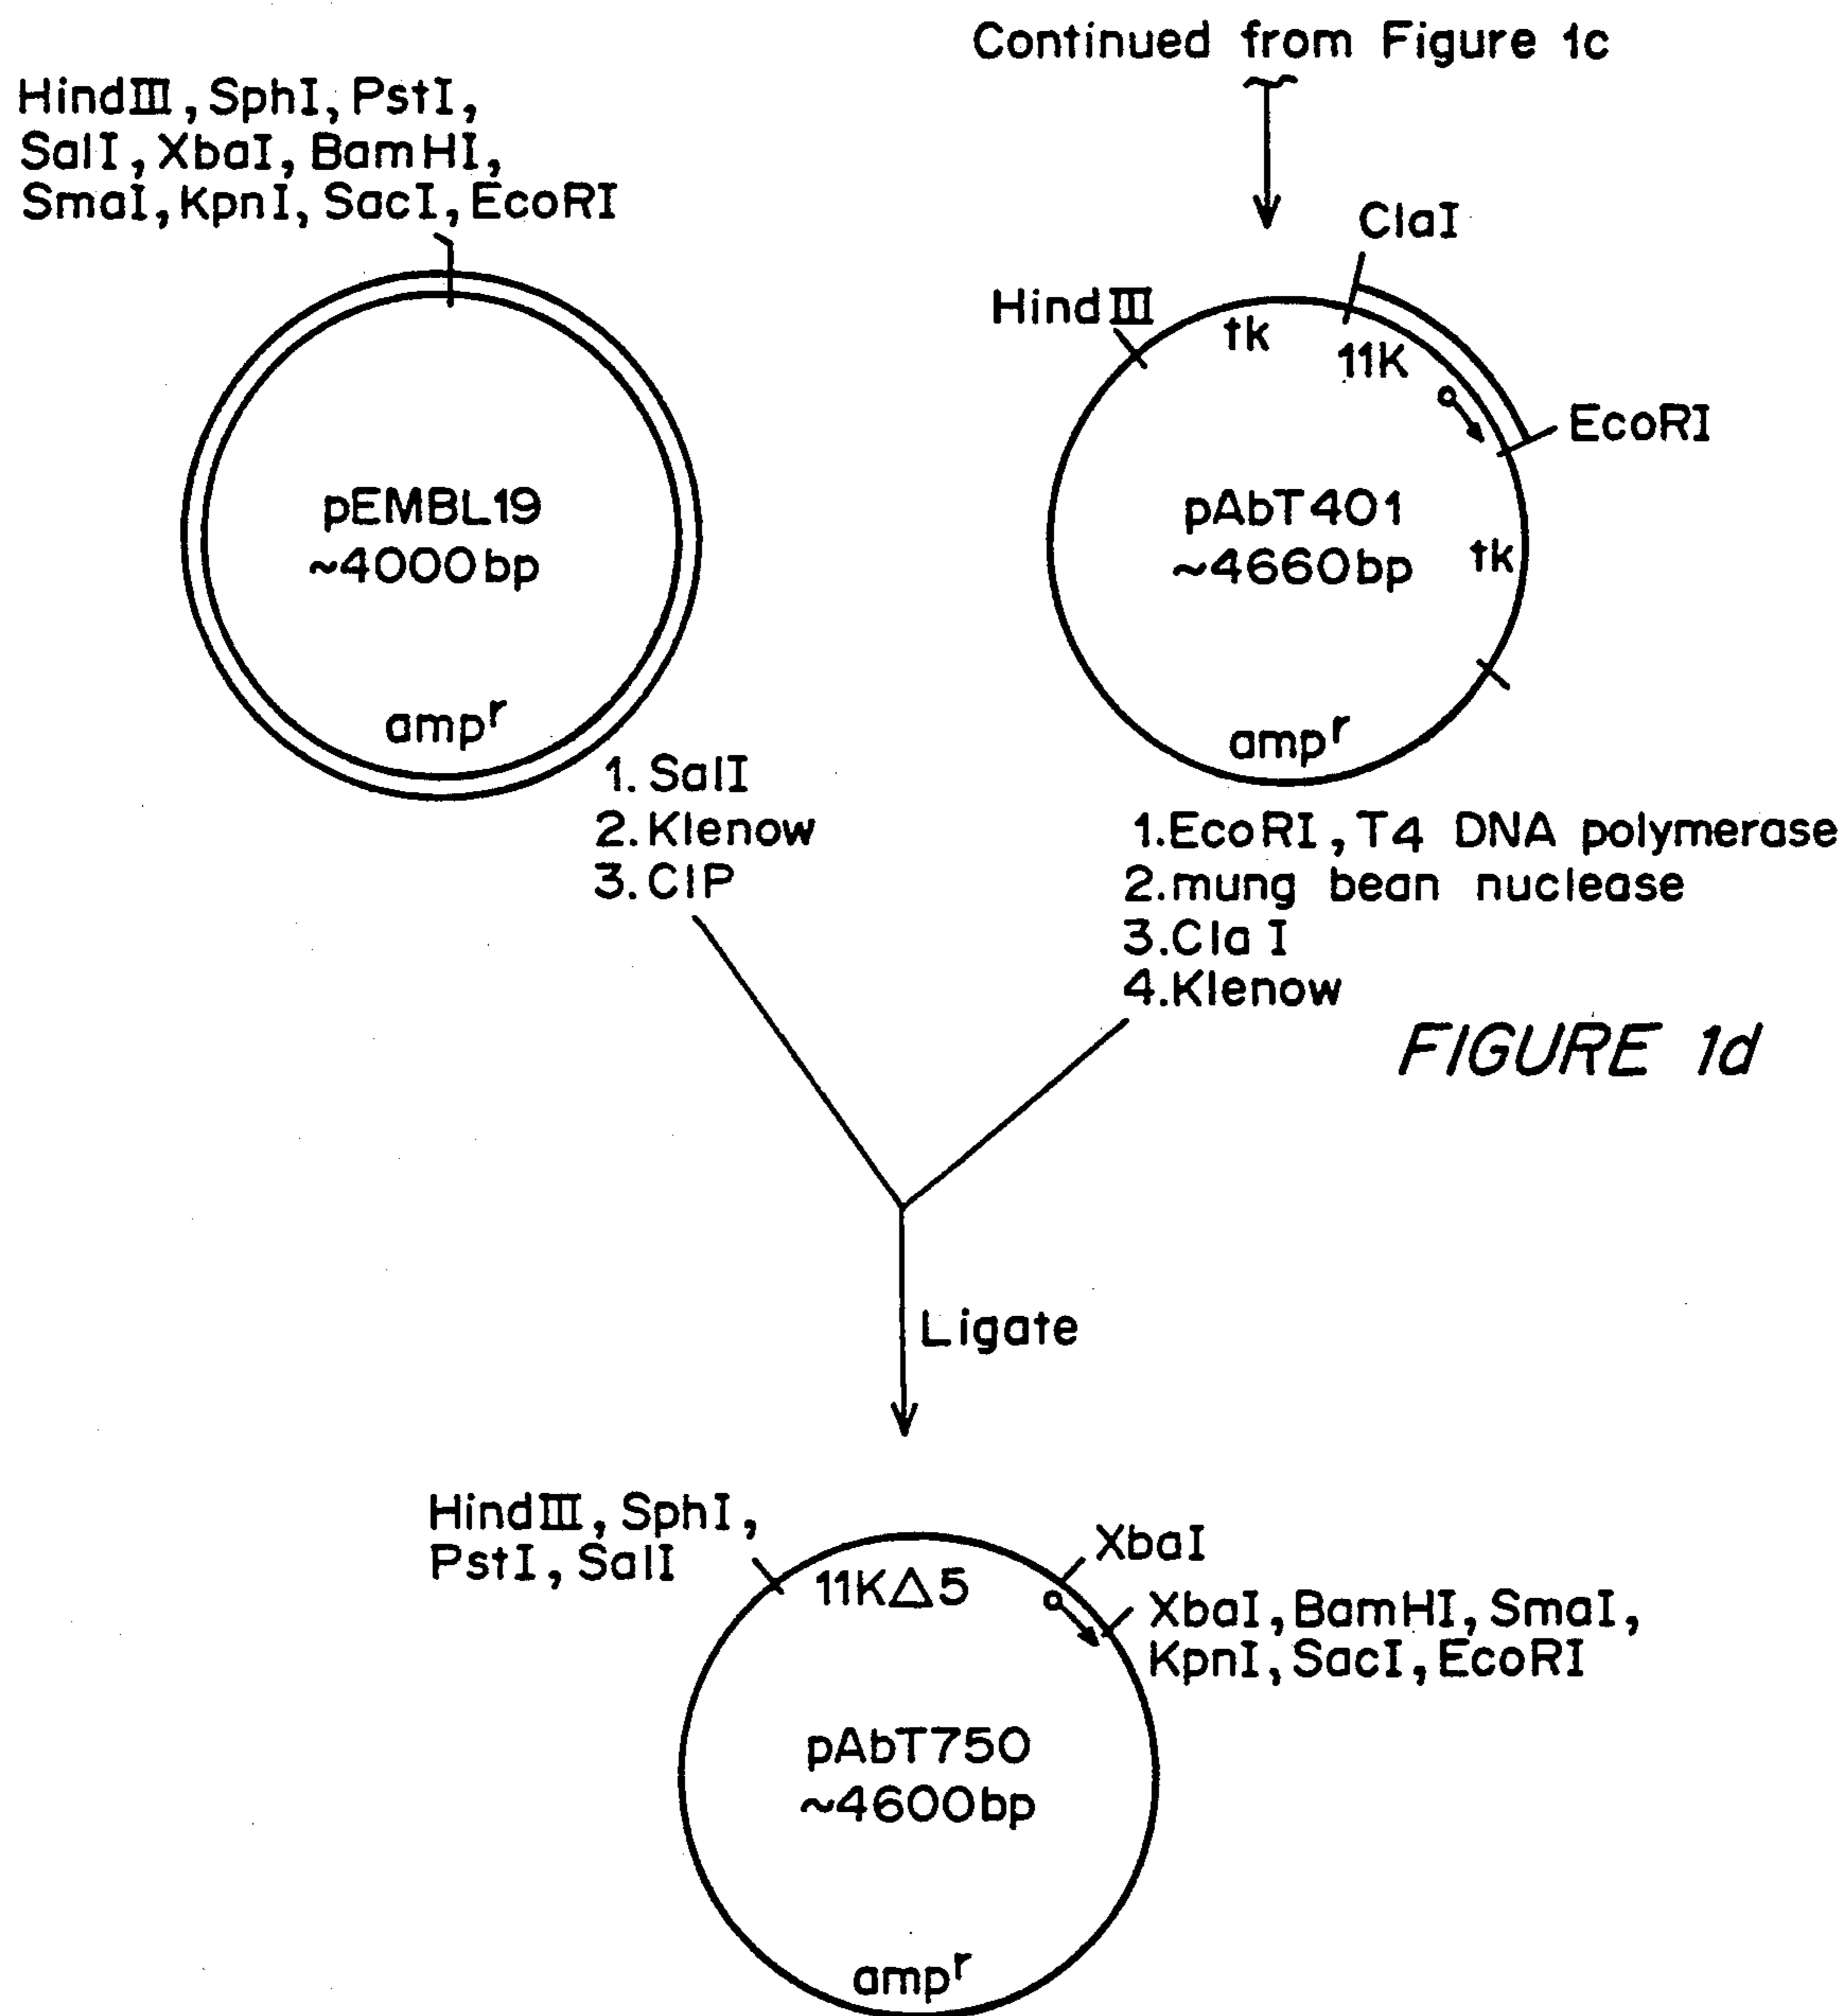 Continued from Figure 1c
HindIII, SphI, PstI,
SalI, XbaI, BamHI,
SmaI, KpnI, SacI, EcoRI
pEMBL19
~4000bp
ampr
1. SalI
2. Klenow
3. CIP
ClaI
HindIII
tk
11K
EcoRI
pAbT401
~4660bp
tk
ampr
1. EcoRI, T4 DNA polymerase
2. mung bean nuclease
3. Cla I
4. Klenow
FIGURE 1d
Ligate
HindIII, SphI,
PstI, SalI
11KΔ5
XbaI
XbaI, BamHI, SmaI,
KpnI, SacI, EcoRI
pAbT750
~4600bp
ampr